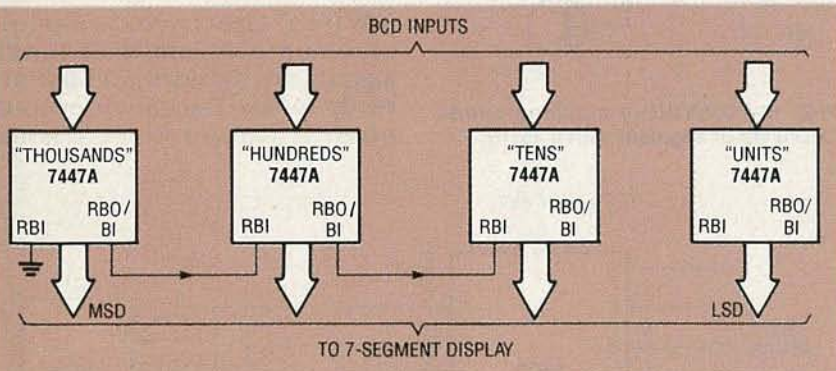 BCD INPUTS
"THOUSANDS"
7447A
RBI
RBO/
BI
"HUNDREDS"
7447A
RBI
RBO/
BI
"TENS"
7447A
RBI
RBO/
BI
"UNITS"
7447A
RBI
RBO/
BI
MSD
LSD
TO 7-SEGMENT DISPLAY